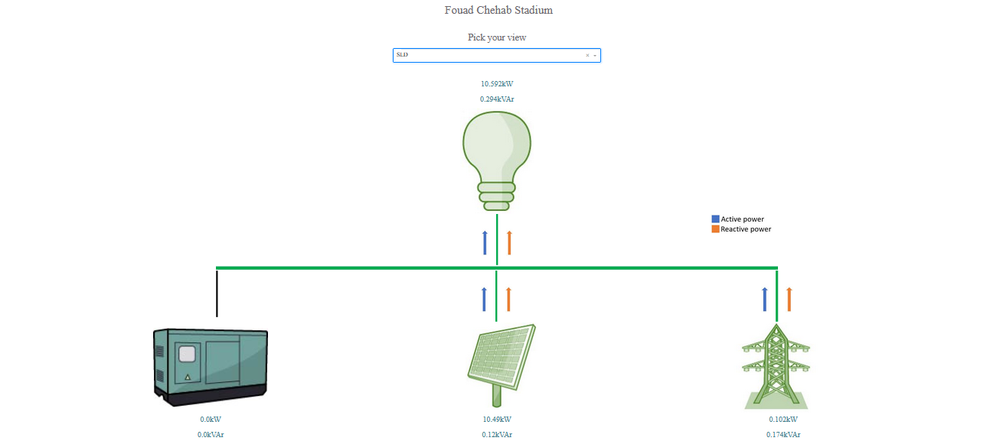 Fouad Chehab Stadium
Pick your view
SLD
10.592kW
0.294kVAr
Active power
Reactive power
0.0kW
0.0kVAr
10.49kW
0.12kVAr
0.102kW
0.174kVAr